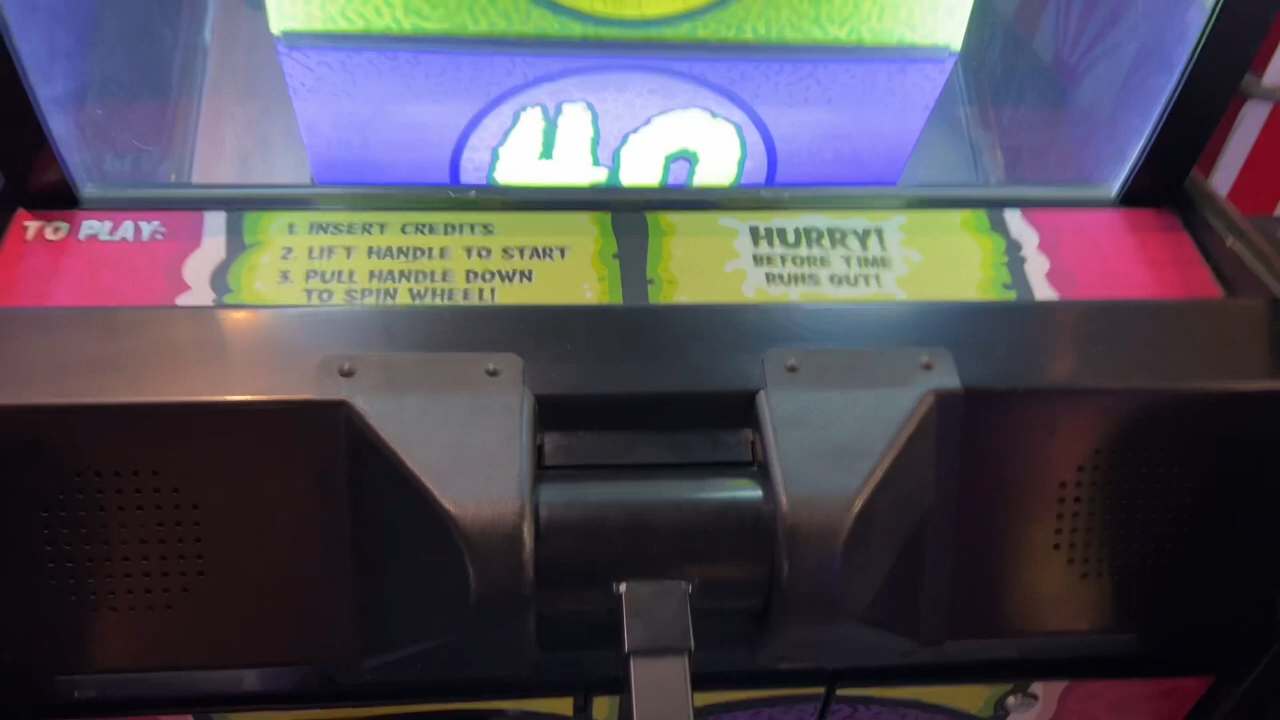 40
TO PLAY:
1. INSERT CREDITS
2. LIFT HANDLE TO START
3. PULL HANDLE DOWN
TO SPIN WHEEL!
HURRY!
BEFORE TIME
RUNS OUT!